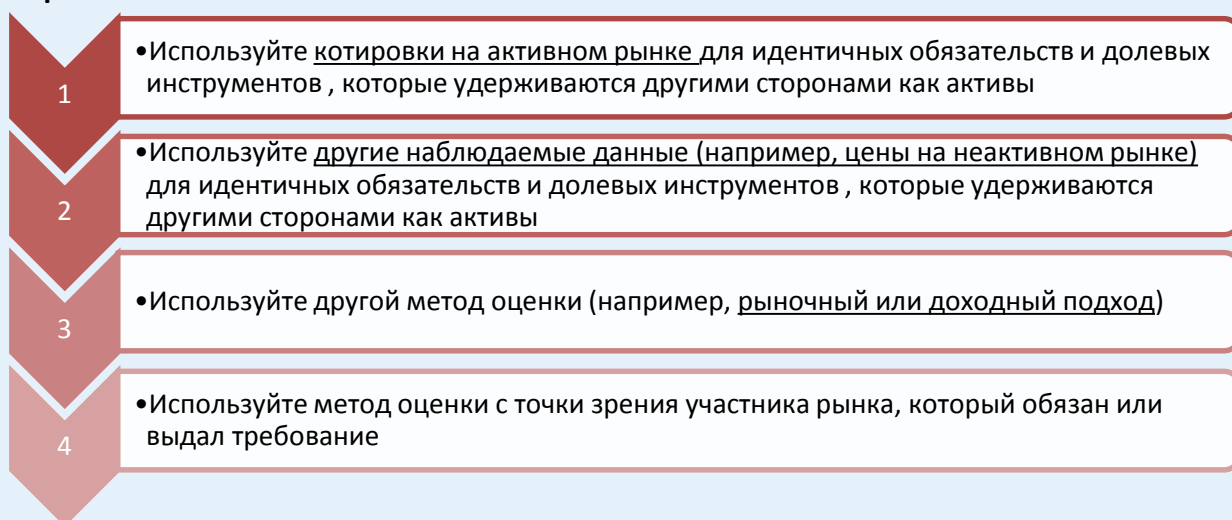 1
•Используйте котировки на активном рынке для идентичных обязательств и долевых
инструментов , которые удерживаются другими сторонами как активы
2
•Используйте другие наблюдаемые данные (например, цены на неактивном рынке)
для идентичных обязательств и долевых инструментов , которые удерживаются
другими сторонами как активы
3
•Используйте другой метод оценки (например, рыночный или доходный подход)
4
•Используйте метод оценки с точки зрения участника рынка, который обязан или
выдал требование